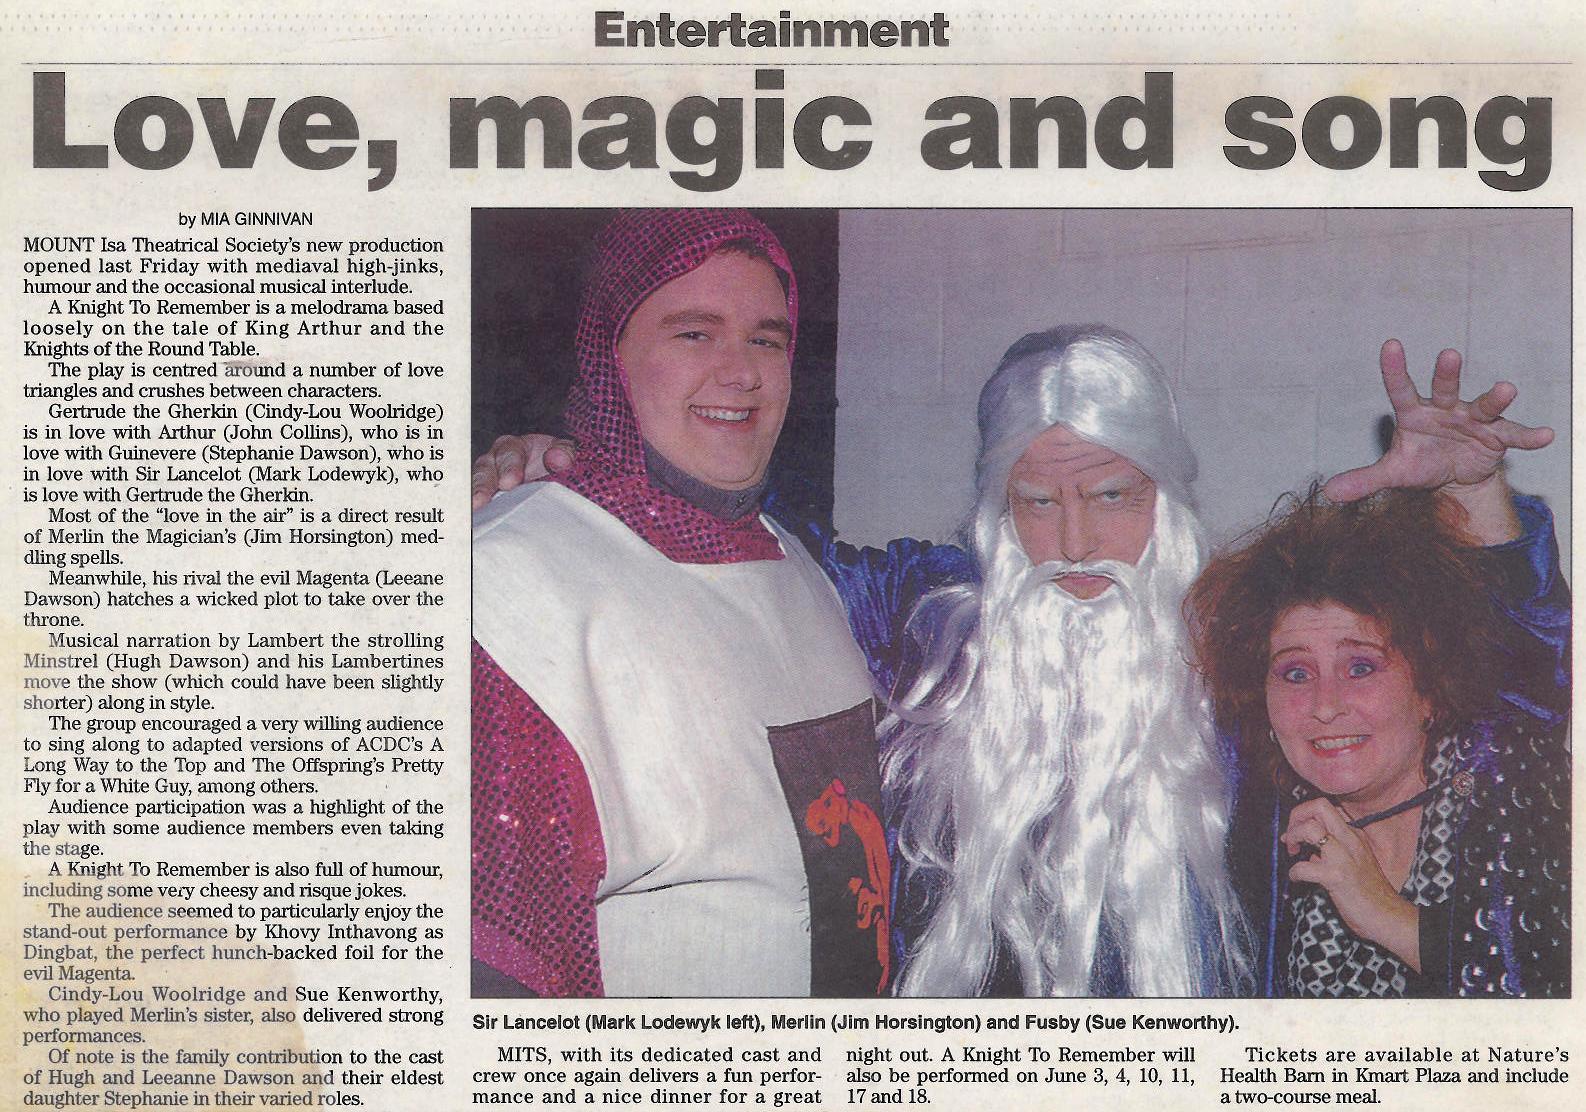 Entertainment
Love, magic and song
by MIA GINNIVAN
MOUNT Isa Theatrical Society's new production
opened last Friday with mediaval high-jinks,
humour and the occasional musical interlude.
A Knight To Remember is a melodrama based
loosely on the tale of King Arthur and the
Knights of the Round Table.
The play is centred around a number of love
triangles and crushes between characters.
Gertrude the Gherkin (Cindy-Lou Woolridge)
is in love with Arthur (John Collins), who is in
love with Guinevere (Stephanie Dawson), who is
in love with Sir Lancelot (Mark Lodewyk), who
is love with Gertrude the Gherkin.
Most of the "love in the air" is a direct result
of Merlin the Magician's (Jim Horsington) med-
dling spells.
Meanwhile, his rival the evil Magenta (Leeane
Dawson) hatches a wicked plot to take over the
throne.
Musical narration by Lambert the strolling
Minstrel (Hugh Dawson) and his Lambertines
move the show (which could have been slightly
shorter) along in style.
The group encouraged a very willing audience
to sing along to adapted versions of ACDC's A
Long Way to the Top and The Offspring's Pretty
Fly for a White Guy, among others.
Audience participation was a highlight of the
play with some audience members even taking
the stage.
A Knight To Remember is also full of humour,
including some very cheesy and risque jokes.
The audience seemed to particularly enjoy the
stand-out performance by Khovy Inthavong as
Dingbat, the perfect hunch-backed foil for the
evil Magenta.
Cindy-Lou Woolridge and Sue Kenworthy,
who played Merlin's sister, also delivered strong
performances.
Of note is the family contribution to the cast
of Hugh and Leeanne Dawson and their eldest
daughter Stephanie in their varied roles.
Sir Lancelot (Mark Lodewyk left), Merlin (Jim Horsington) and Fusby (Sue Kenworthy).
MITS, with its dedicated cast and
crew once again delivers a fun perfor-
mance and a nice dinner for a great
night out. A Knight To Remember will
also be performed on June 3, 4, 10, 11,
17 and 18.
Tickets are available at Nature's
Health Barn in Kmart Plaza and include
a two-course meal.